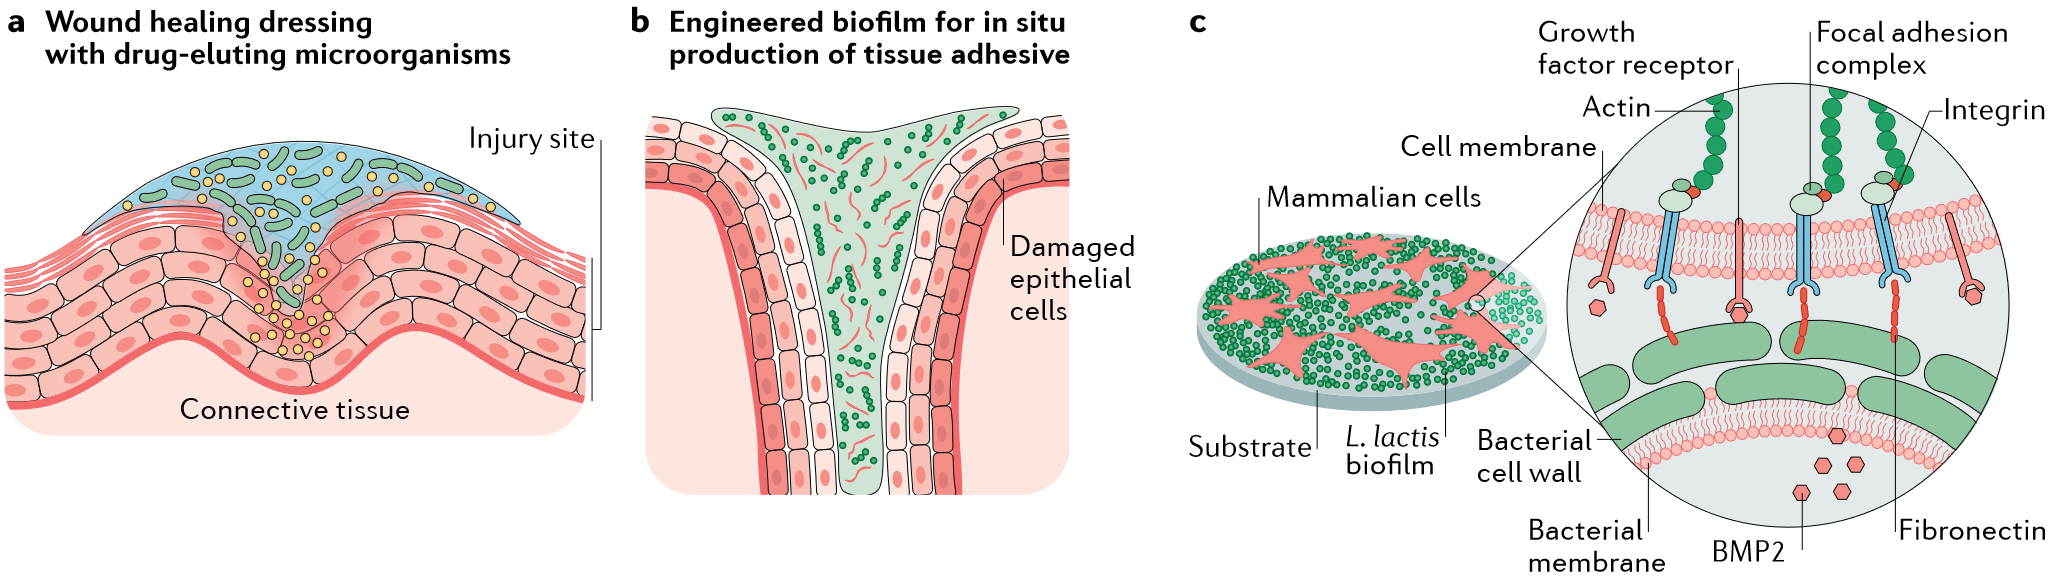 a Wound healing dressing
with drug-eluting microorganisms
Injury site
Connective tissue
b Engineered biofilm for in situ
production of tissue adhesive
Damaged
epithelial
cells
c
Growth
factor receptor
Focal adhesion
complex
Actin
Integrin
Cell membrane
Mammalian cells
Substrate
L. lactis
biofilm
Bacterial
cell wall
Bacterial
membrane
BMP2
Fibronectin